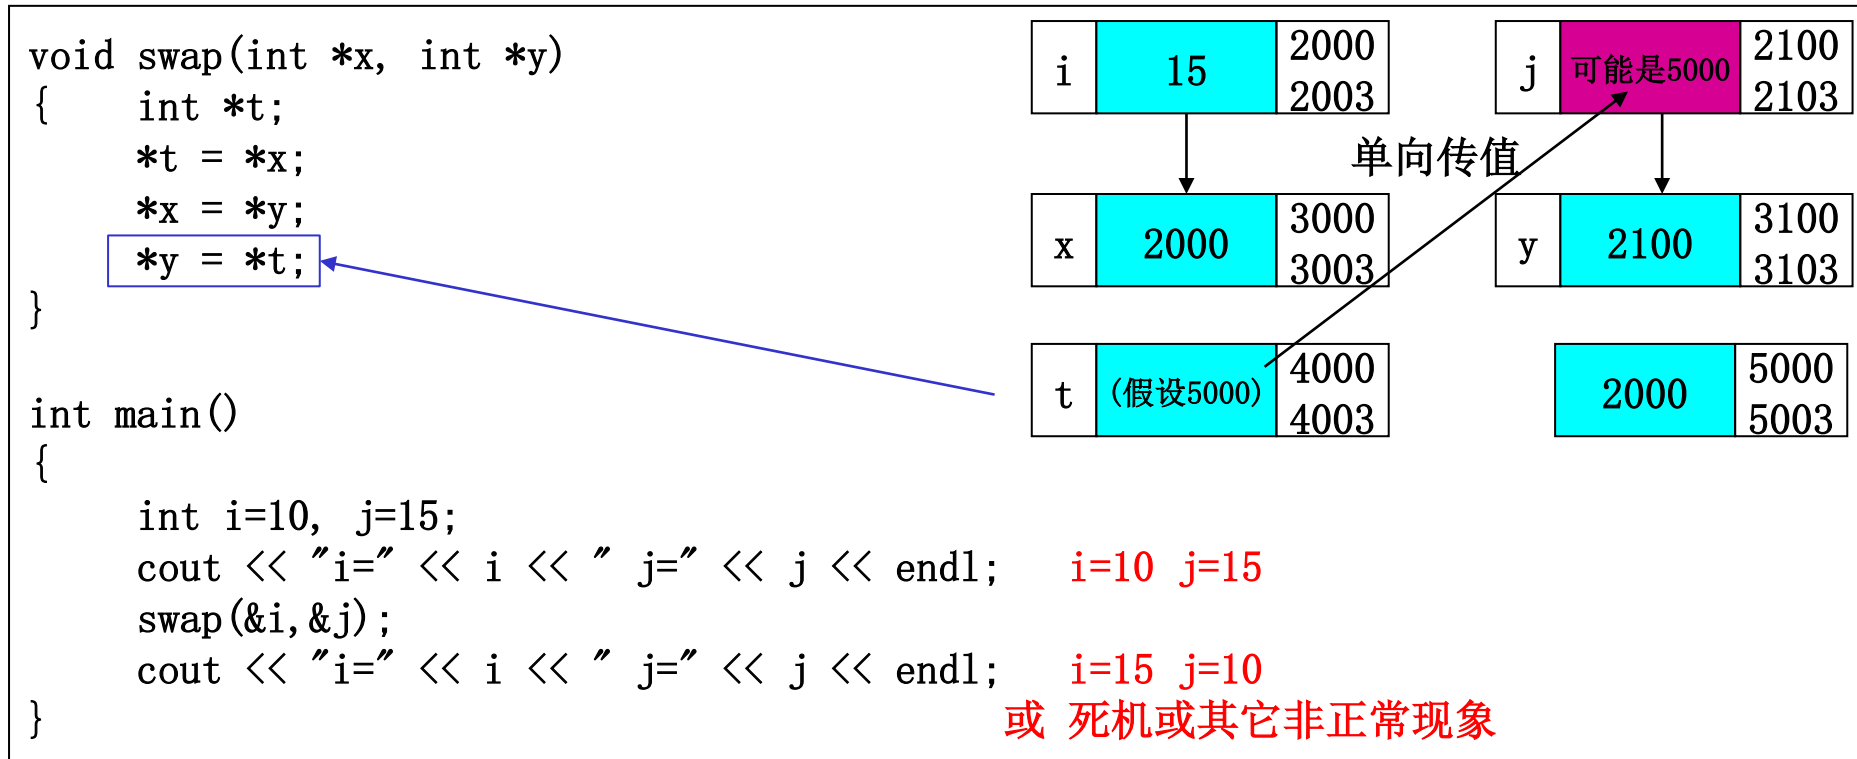 void swap(int *x, int *y)
{ int *t;
*t = *x;
*x = *y;
*y = *t;
}
int main()
{
int i=10, j=15;
cout << "i=" << i << " j=" << j << endl; i=10 j=15
swap(&i,&j);
cout << "i=" << i << " j=" << j << endl; i=15 j=10
} 或 死机或其它非正常现象
i 15 2000
2003
j 可能是5000 2100
2103
单向传值
x 2000 3000
3003
y 2100 3100
3103
t (假设5000) 4000
4003
2000 5000
5003